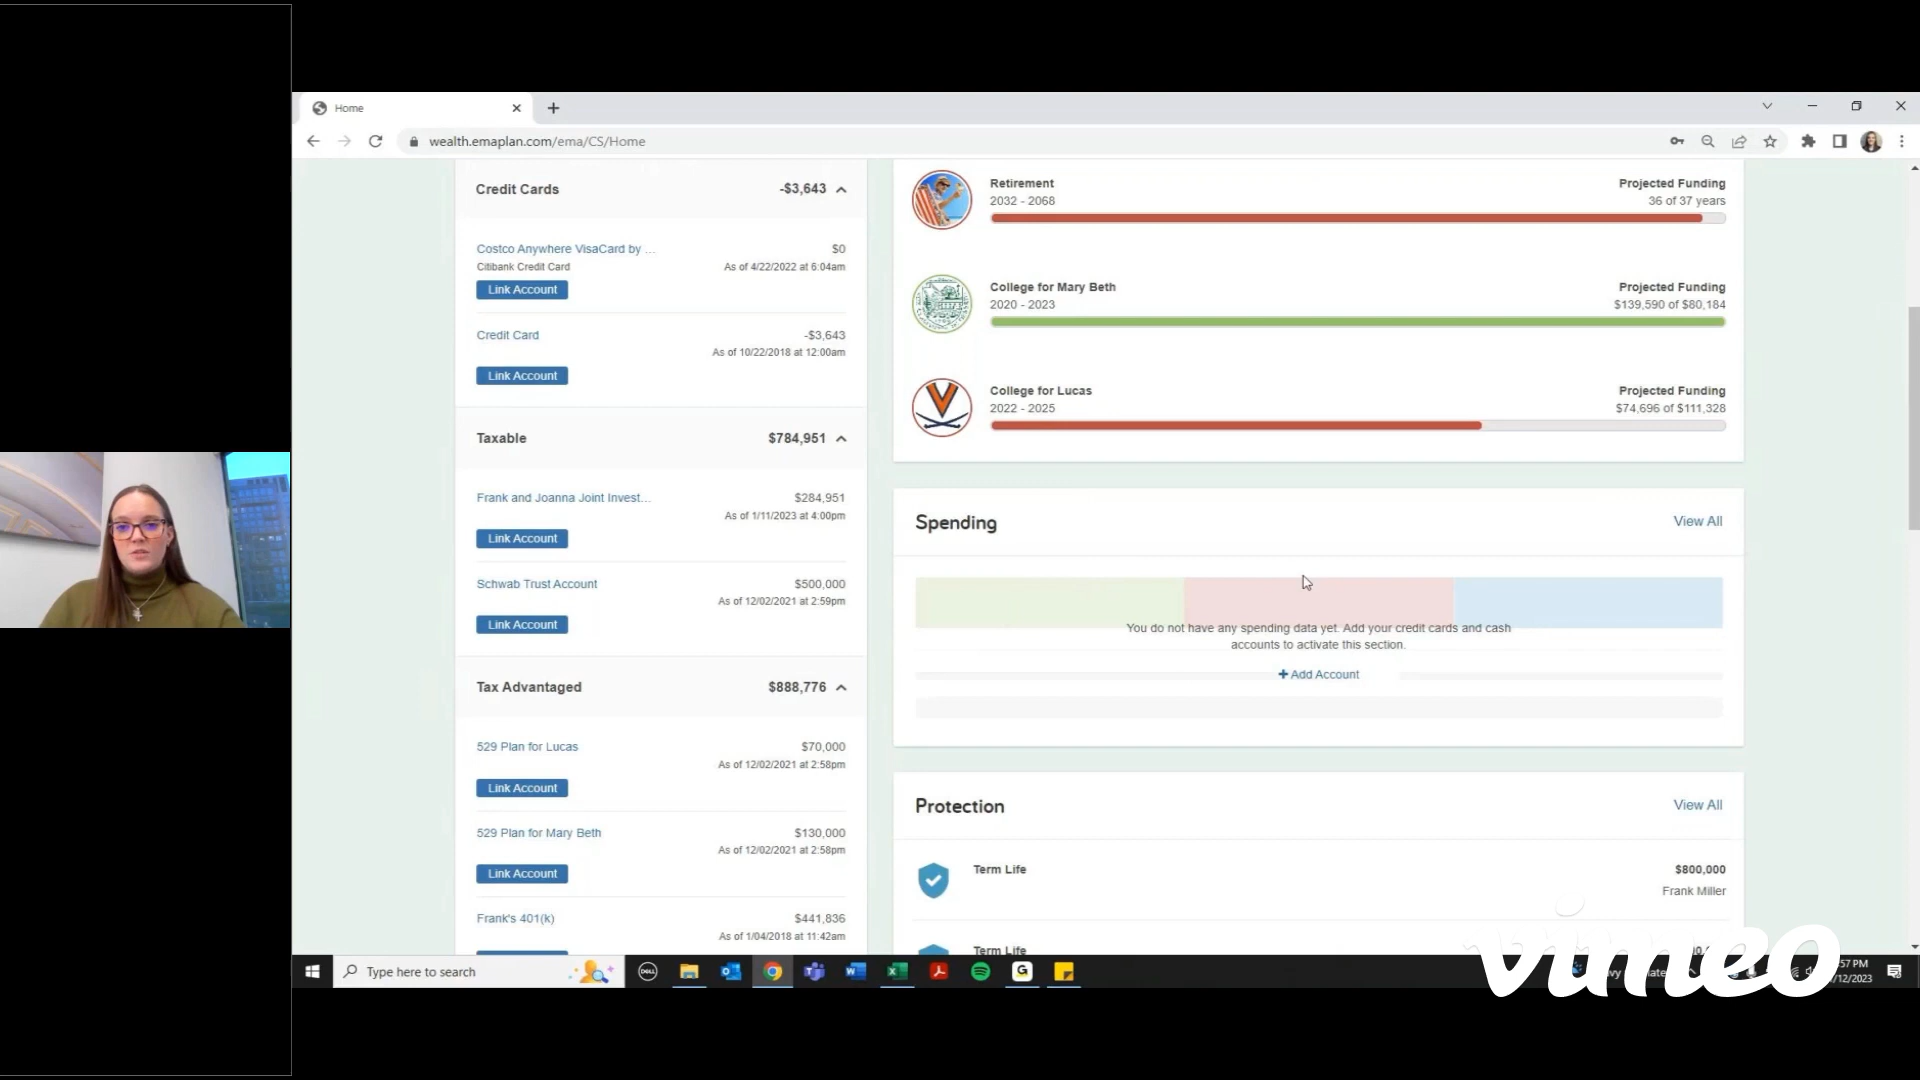 Home
wealth.emaplan.com/ema/CS/Home
Credit Cards -$3,643
Costco Anywhere VisaCard by ... $0
Citibank Credit Card As of 4/22/2022 at 6:04am
Link Account
Credit Card -$3,643
As of 10/22/2018 at 12:00am
Link Account
Taxable $784,951
Frank and Joanna Joint Invest... $284,951
As of 1/11/2023 at 4:00pm
Link Account
Schwab Trust Account $500,000
As of 12/02/2021 at 2:59pm
Link Account
Tax Advantaged $888,776
529 Plan for Lucas $70,000
As of 12/02/2021 at 2:58pm
Link Account
529 Plan for Mary Beth $130,000
As of 12/02/2021 at 2:58pm
Link Account
Frank's 401(k) $441,836
As of 1/04/2018 at 11:42am
Retirement Projected Funding
2032 - 2068 36 of 37 years
College for Mary Beth Projected Funding
2020 - 2023 $139,590 of $80,184
College for Lucas Projected Funding
2022 - 2025 $74,696 of $111,328
Spending View All
You do not have any spending data yet. Add your credit cards and cash
accounts to activate this section.
+ Add Account
Protection View All
Term Life $800,000
Frank Miller
Term Life
Type here to search
DELL
:57 PM
/12/2023
vimeo